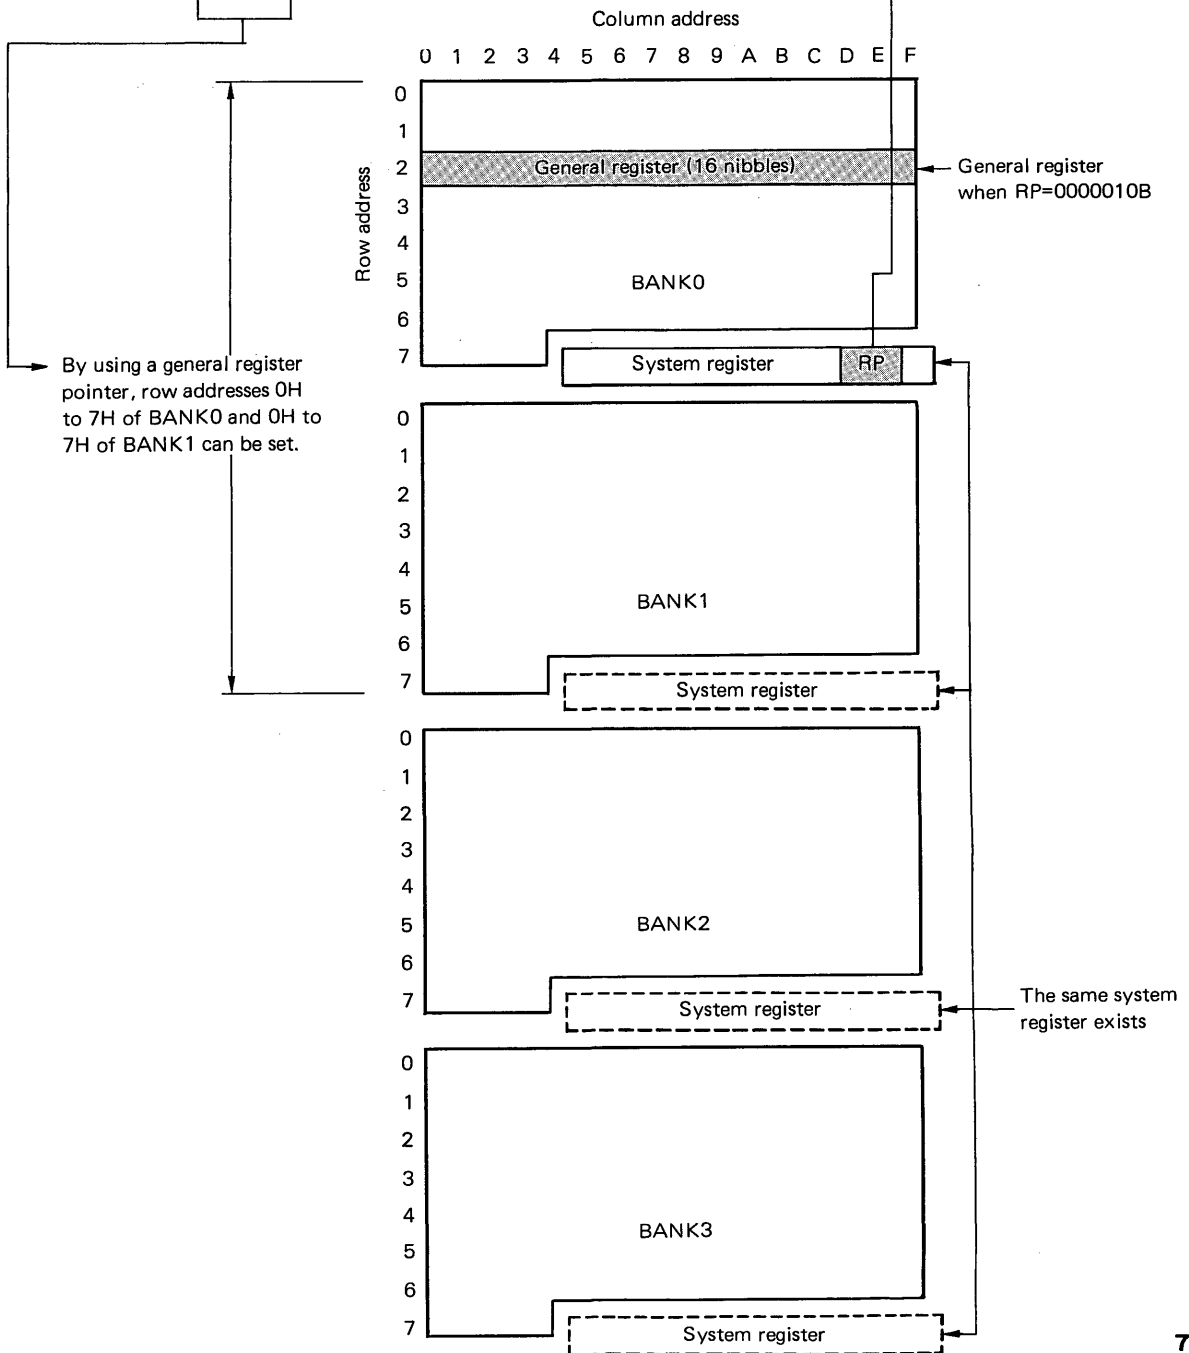 Column address
0 1 2 3 4 5 6 7 8 9 A B C D E F
Row address
0
1
2
3
4
5
6
7
General register (16 nibbles)
General register
when RP=0000010B
BANK0
System register
RP
By using a general register
pointer, row addresses 0H
to 7H of BANK0 and 0H to
7H of BANK1 can be set.
0
1
2
3
4
5
6
7
BANK1
System register
0
1
2
3
4
5
6
7
BANK2
System register
The same system
register exists
0
1
2
3
4
5
6
7
BANK3
System register
7